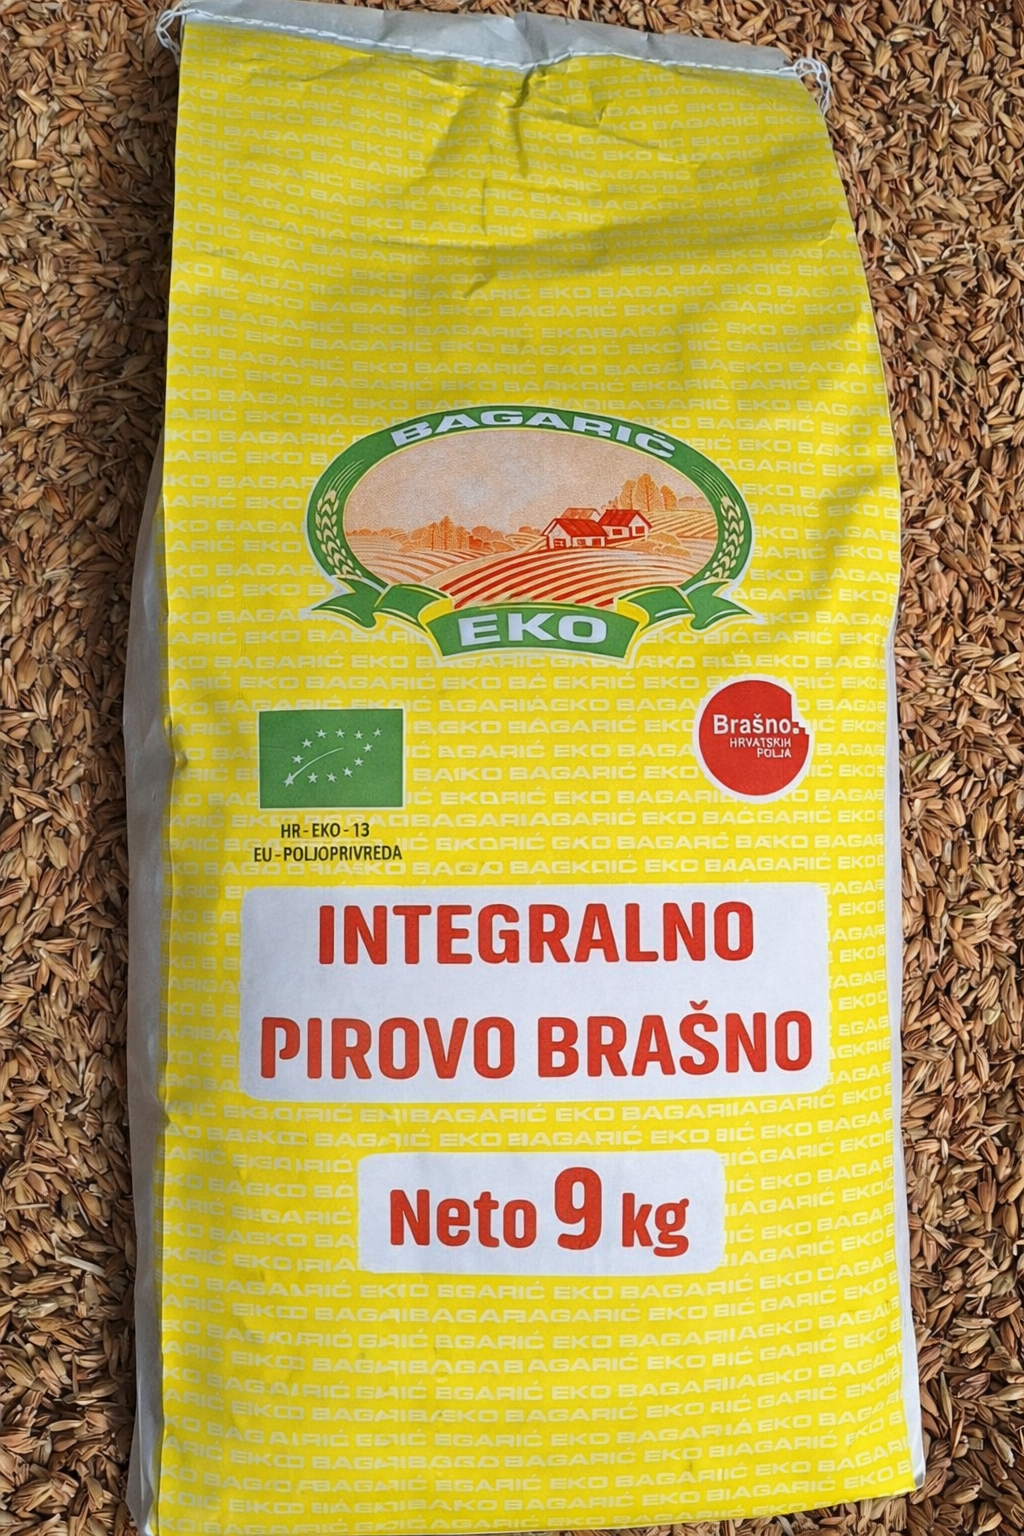 BAGARIĆ
EKO
Brašno
HRVATSKIH
POLJA
HR-EKO-13
EU-POLJOPRIVREDA
INTEGRALNO
PIROVO BRAŠNO
Neto 9 kg